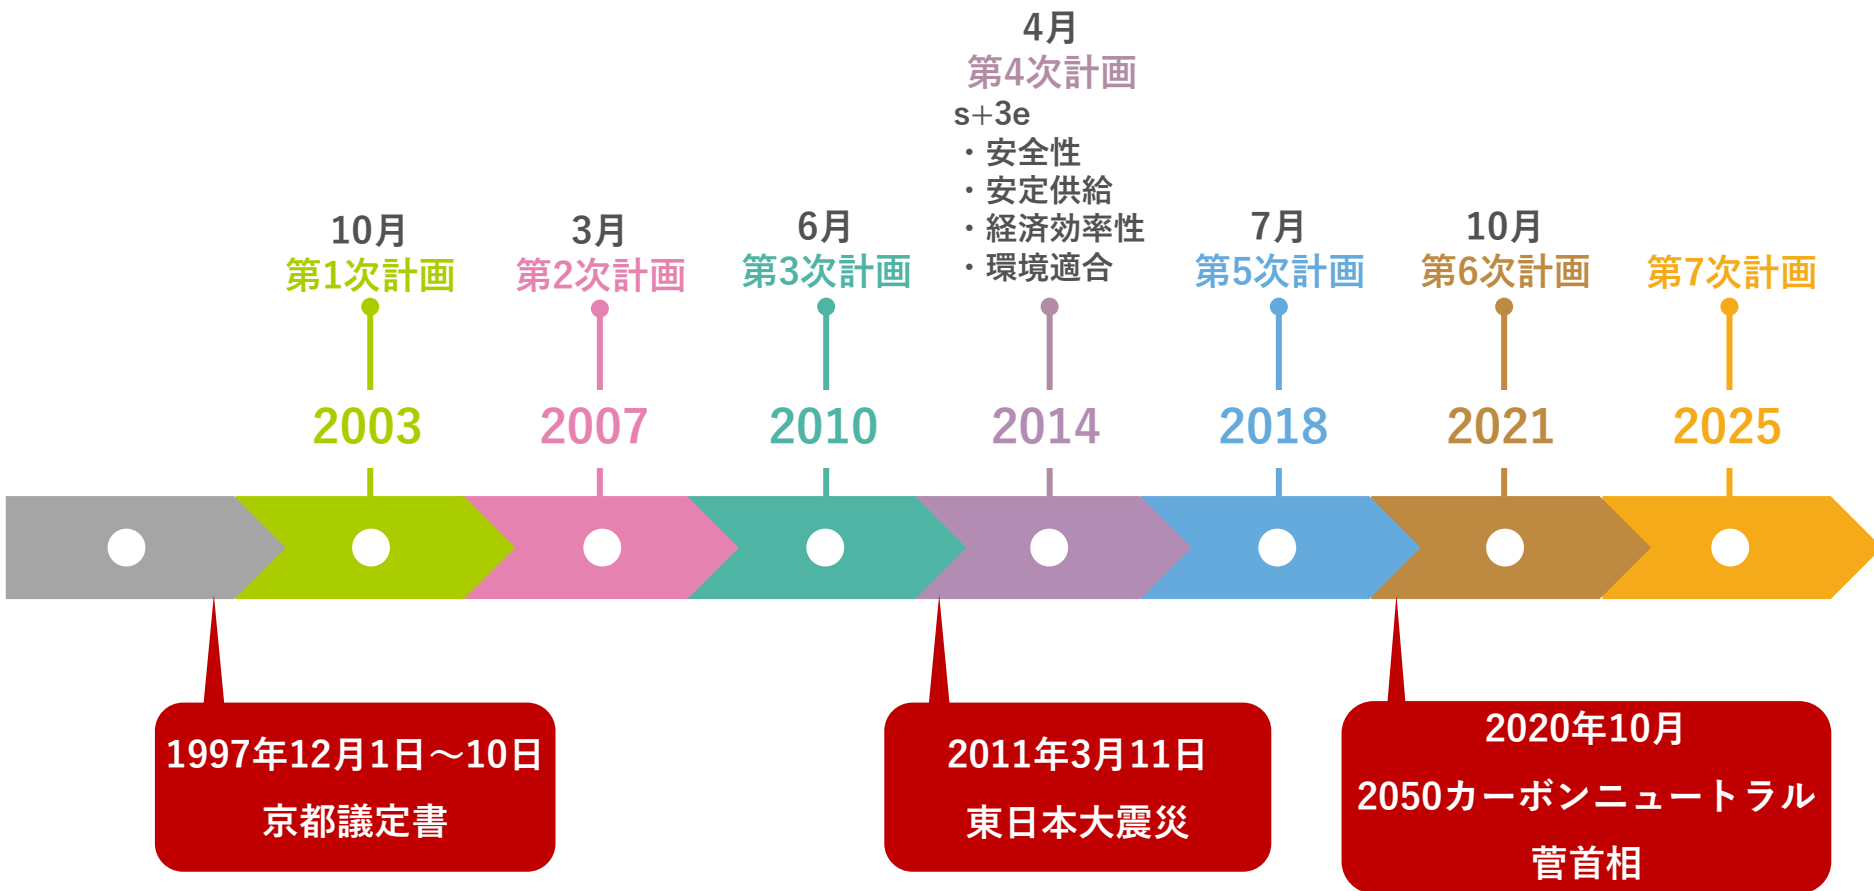 4月
第4次計画
s+3e
・安全性
・安定供給
・経済効率性
・環境適合
10月
第1次計画
3月
第2次計画
6月
第3次計画
7月
第5次計画
10月
第6次計画
第7次計画
2003
2007
2010
2014
2018
2021
2025
1997年12月1日～10日
京都議定書
2011年3月11日
東日本大震災
2020年10月
2050カーボンニュートラル
菅首相